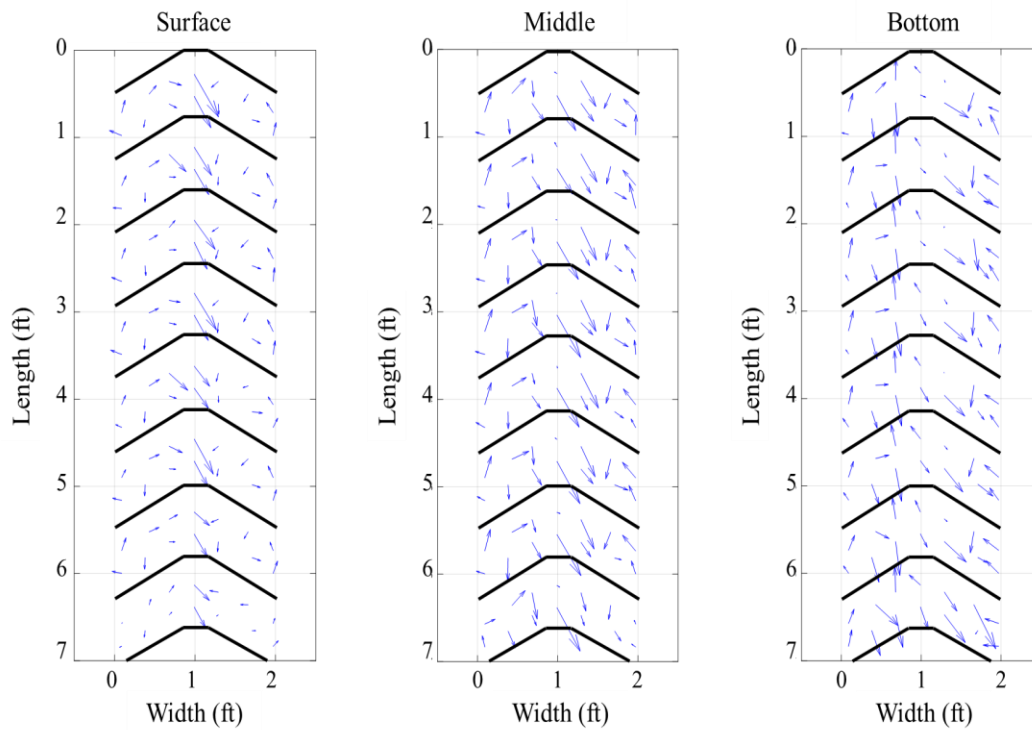 Surface Middle Bottom
0 0 0
1 1 1
2 2 2
3 3 3
4 4 4
5 5 5
6 6 6
7 7 7
Length (ft) Length (ft) Length (ft)
0 1 2 0 1 2 0 1 2
Width (ft) Width (ft) Width (ft)